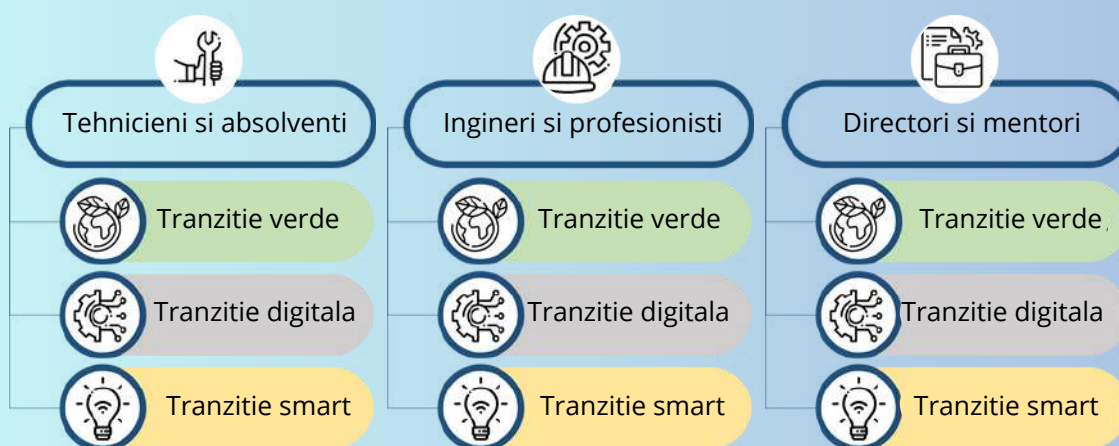 Tehnicieni si absolventi
Tranzitie verde
Tranzitie digitala
Tranzitie smart
Ingineri si profesionisti
Tranzitie verde
Tranzitie digitala
Tranzitie smart
Directori si mentori
Tranzitie verde
Tranzitie digitala
Tranzitie smart